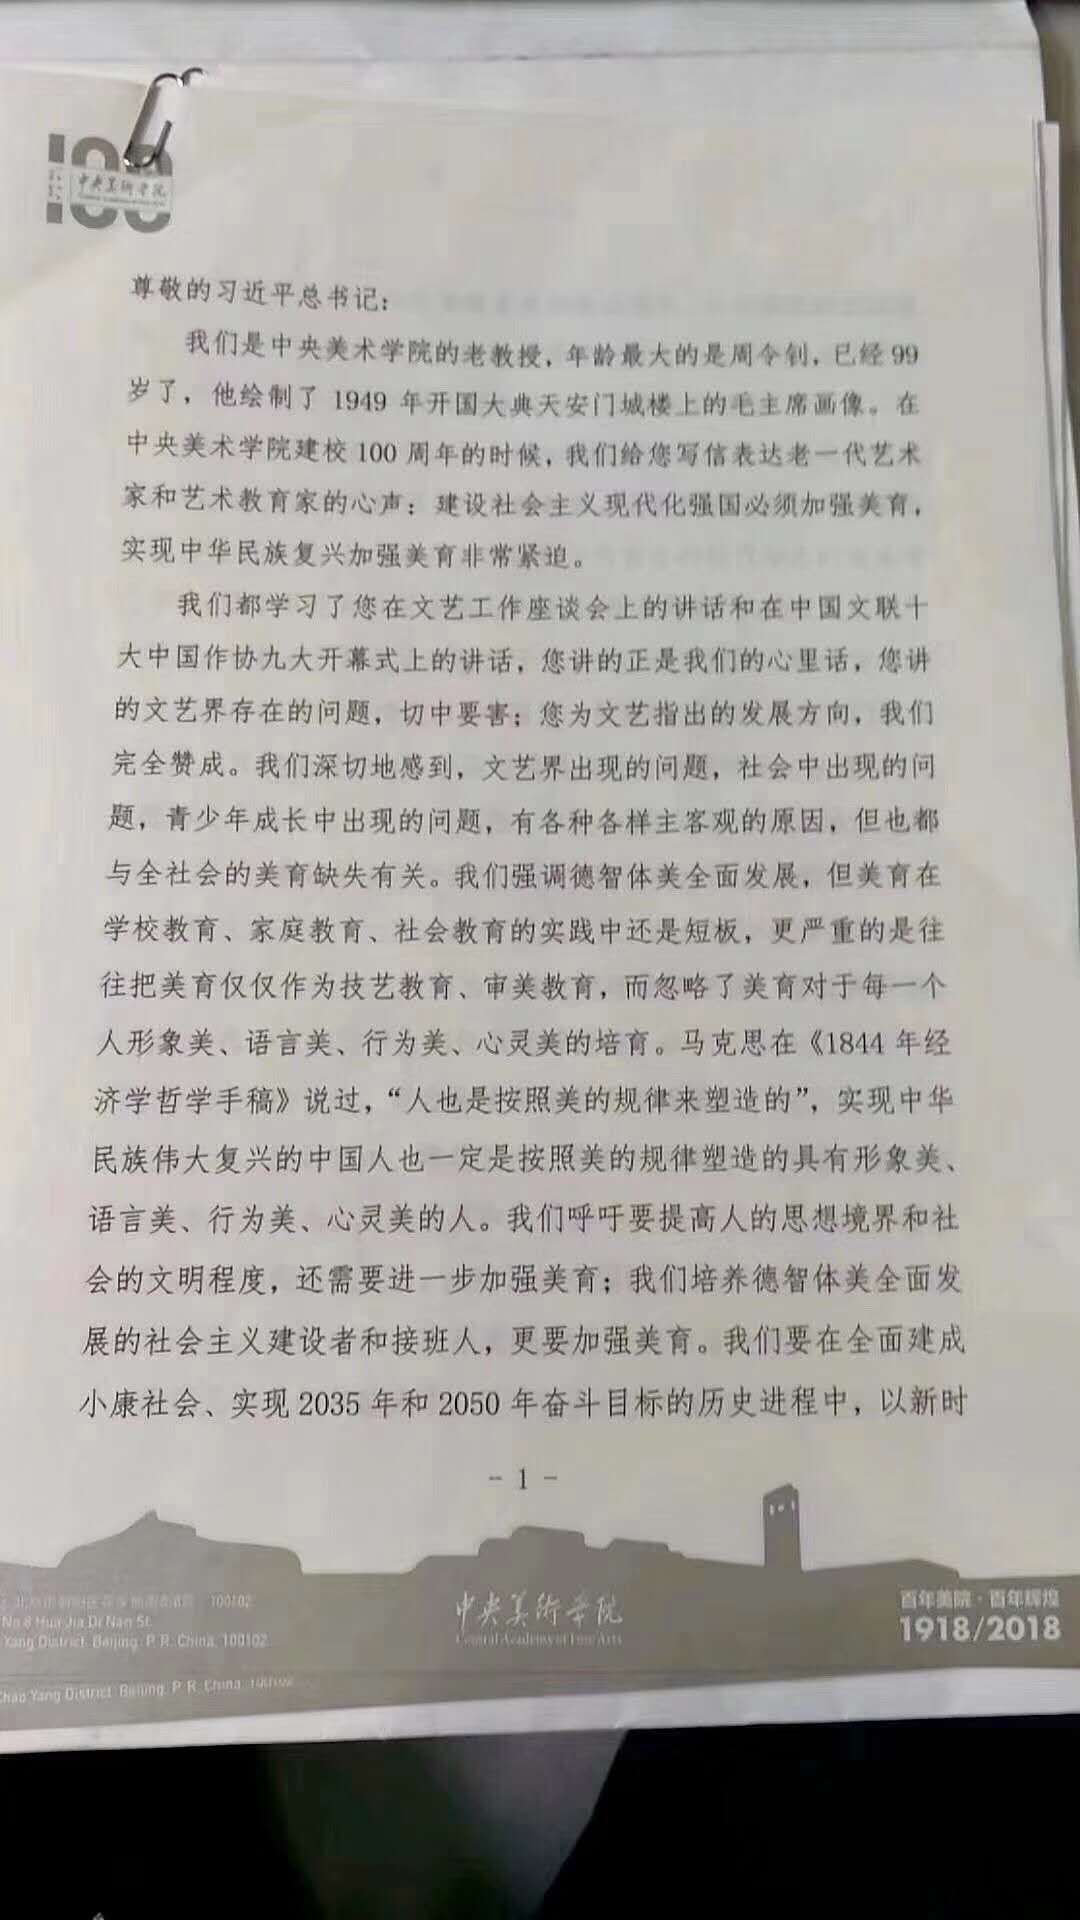 100
中央美術学院
尊敬的习近平总书记：
我们是中央美术学院的老教授，年龄最大的是周令钊，已经99
岁了，他绘制了1949年开国大典天安门城楼上的毛主席画像。在
中央美术学院建校100周年的时候，我们给您写信表达老一代艺术
家和艺术教育家的心声：建设社会主义现代化强国必须加强美育，
实现中华民族复兴加强美育非常紧迫。
我们都学习了您在文艺工作座谈会上的讲话和在中国文联十
大中国作协九大开幕式上的讲话，您讲的正是我们的心里话，您讲
的文艺界存在的问题，切中要害；您为文艺指出的发展方向，我们
完全赞成。我们深切地感到，文艺界出现的问题，社会中出现的问
题，青少年成长中出现的问题，有各种各样主客观的原因，但也都
与全社会的美育缺失有关。我们强调德智体美全面发展，但美育在
学校教育、家庭教育、社会教育的实践中还是短板，更严重的是往
往把美育仅仅作为技艺教育、审美教育，而忽略了美育对于每一个
人形象美、语言美、行为美、心灵美的培育。马克思在《1844年经
济学哲学手稿》说过，“人也是按照美的规律来塑造的”，实现中华
民族伟大复兴的中国人也一定是按照美的规律塑造的具有形象美、
语言美、行为美、心灵美的人。我们呼吁要提高人的思想境界和社
会的文明程度，还需要进一步加强美育；我们培养德智体美全面发
展的社会主义建设者和接班人，更要加强美育。我们要在全面建成
小康社会、实现2035年和2050年奋斗目标的历史进程中，以新时
- 1 -
100102
No 8 Hua Jia Di Nan St.
Yang District. Beijing. P. R. China. 100102
中央美術学院
Central Academy of Fine Arts
百年美院·百年辉煌
1918/2018
Chao Yang District. Beijing. P. R. China. 100102